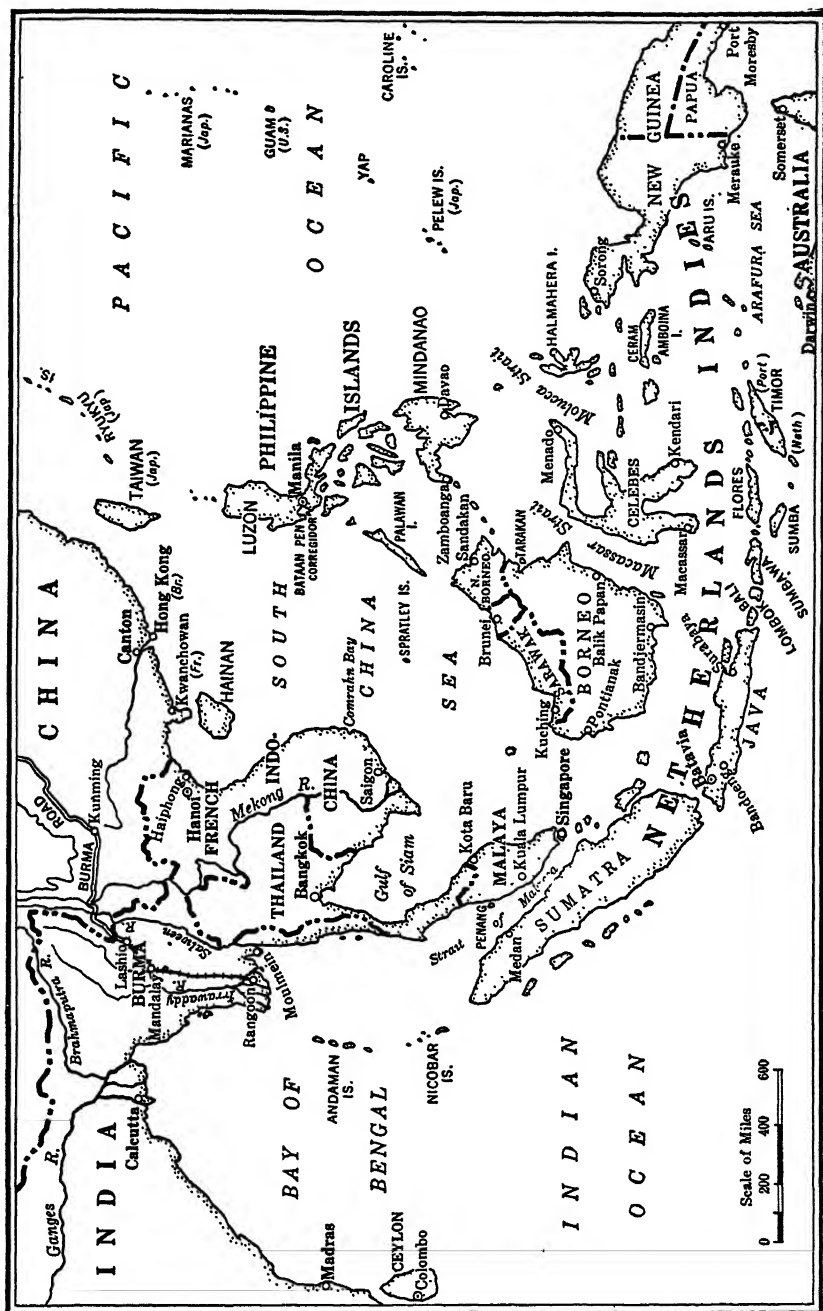 PACIFIC
OCEAN
MARIANAS
(Jap.)
GUAM
(U.S.)
CAROLINE
IS.
YAP
PELEW IS.
(Jap.)
RYUKYU IS.
(Jap)
TAIWAN
(Jap.)
CHINA
Canton
Hong Kong
(Br.)
Kwanchowan
(Fr.)
HAINAN
Kunming
BURMA
ROAD
PHILIPPINE
ISLANDS
LUZON
Manila
BATAAN PEN.
CORREGIDOR
MINDANAO
Davao
Zamboanga
PALAWAN
I.
SOUTH
CHINA
SEA
SPRATLEY IS.
Comrahn Bay
Haiphong
Hanoi
FRENCH
INDO-
CHINA
Mekong R.
Saigon
THAILAND
Bangkok
Gulf
of Siam
Salween
R.
Lashio
BURMA
Mandalay
Irrawaddy
R.
Rangoon
Moulmein
Brahmaputra
R.
Ganges
R.
INDIA
Calcutta
Madras
CEYLON
Colombo
BAY OF
BENGAL
ANDAMAN
IS.
NICOBAR
IS.
INDIAN
OCEAN
Kota Baru
MALAYA
PENANG
Kuala Lumpur
Singapore
Strait
of
Medan
SUMATRA
Sandakan
N.
BORNEO
Brunei
SARAWAK
Kuching
TARAKAN
BORNEO
Balik Papan
Pontianak
Bandjermasin
Macassar Strait
Menado
CELEBES
Kendari
Macassar
Molucca Strait
HALMAHERA I.
CERAM
AMBOINA
I.
Sorong
NEW GUINEA
PAPUA
Port
Moresby
Merauke
ARU IS.
ARAFURA SEA
Somerset
AUSTRALIA
Darwin
NETHERLANDS INDIES
Batavia
Bandoeng
JAVA
Surabaya
BALI
LOMBOK
SUMBAWA
FLORES
SUMBA
TIMOR
(Port)
(Neth)
Scale of Miles
0 200 400 600